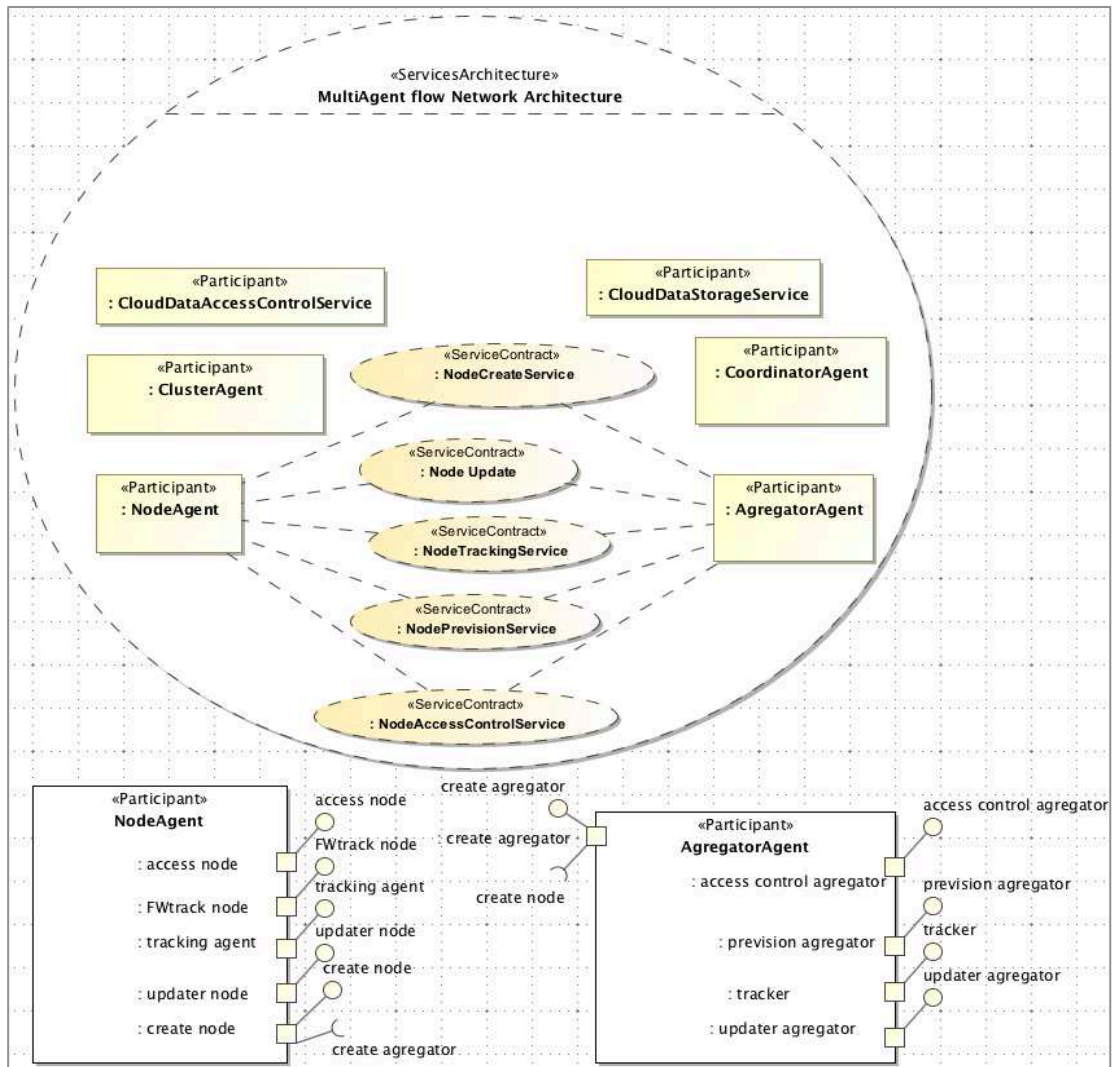 «ServicesArchitecture»
MultiAgent flow Network Architecture
«Participant»
: CloudDataAccessControlService
«Participant»
: CloudDataStorageService
«Participant»
: ClusterAgent
«ServiceContract»
: NodeCreateService
«Participant»
: CoordinatorAgent
«Participant»
: NodeAgent
«ServiceContract»
: Node Update
«Participant»
: AgregatorAgent
«ServiceContract»
: NodeTrackingService
«ServiceContract»
: NodePrevisionService
«ServiceContract»
: NodeAccessControlService
«Participant»
NodeAgent
: access node
: FWtrack node
: tracking agent
: updater node
: create node
access node
FWtrack node
tracking agent
updater node
create node
create agregator
create agregator
: create agregator
create node
«Participant»
AgregatorAgent
: access control agregator
: prevision agregator
: tracker
: updater agregator
access control agregator
prevision agregator
tracker
updater agregator